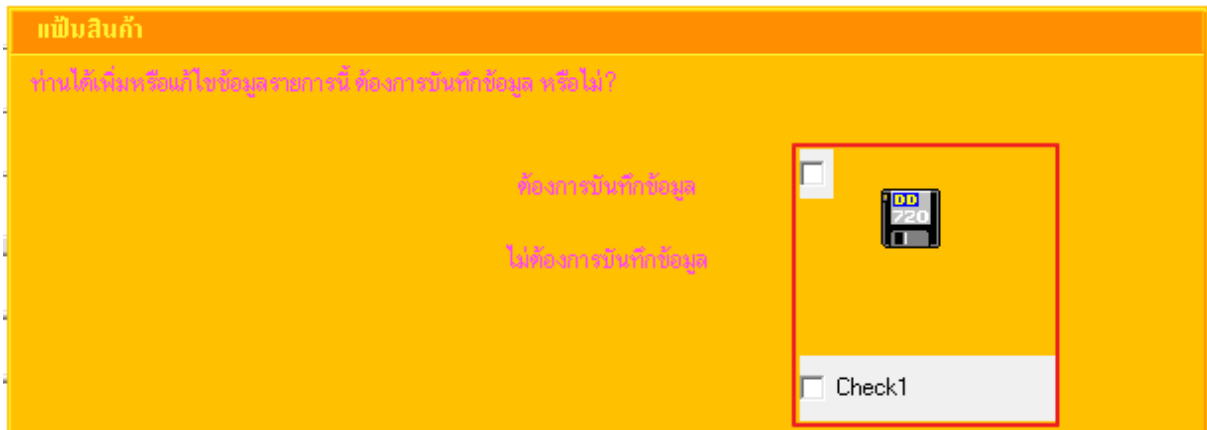 แฟ้มสินค้า
ท่านได้เพิ่มหรือแก้ไขข้อมูลรายการนี้ ต้องการบันทึกข้อมูล หรือไม่?
ต้องการบันทึกข้อมูล
DD
720
ไม่ต้องการบันทึกข้อมูล
Check1